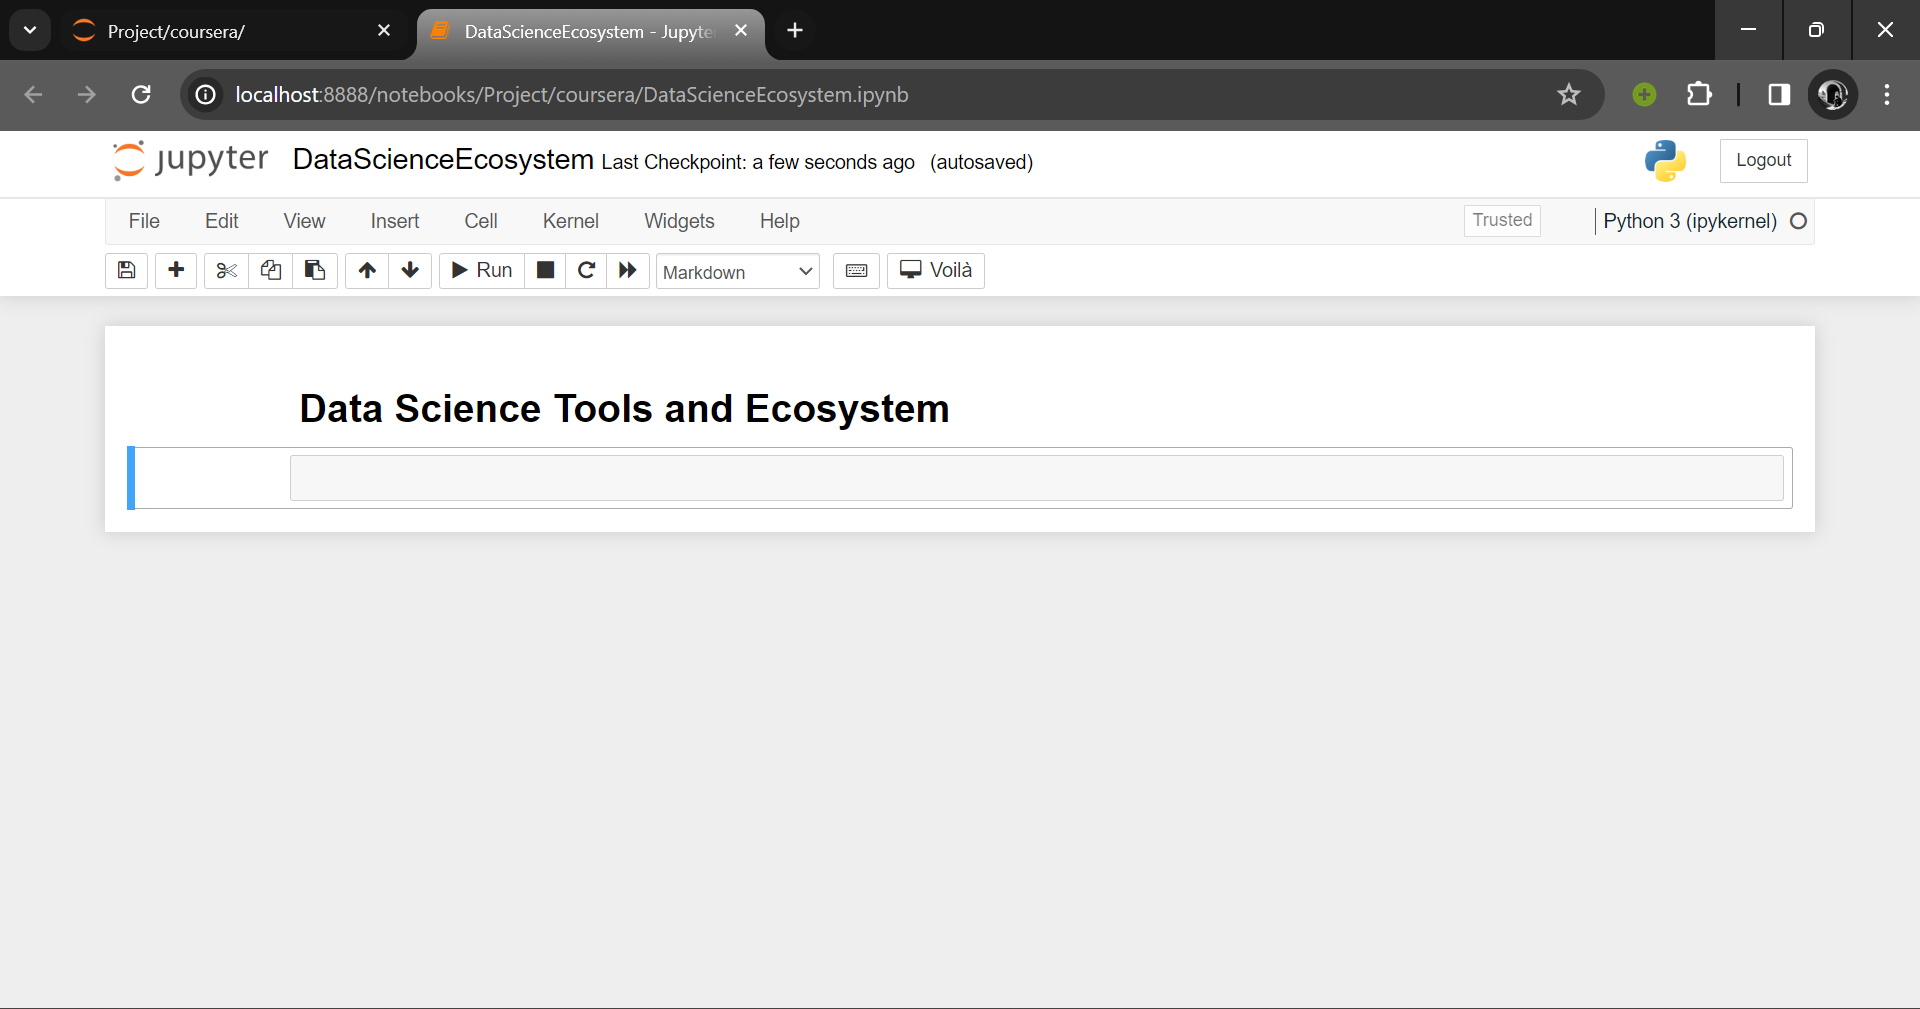 Project/coursera/
DataScienceEcosystem - Jupyte
localhost:8888/notebooks/Project/coursera/DataScienceEcosystem.ipynb
jupyter DataScienceEcosystem Last Checkpoint: a few seconds ago (autosaved)
Logout
File Edit View Insert Cell Kernel Widgets Help
Trusted
Python 3 (ipykernel)
Run
Markdown
Voilà
Data Science Tools and Ecosystem